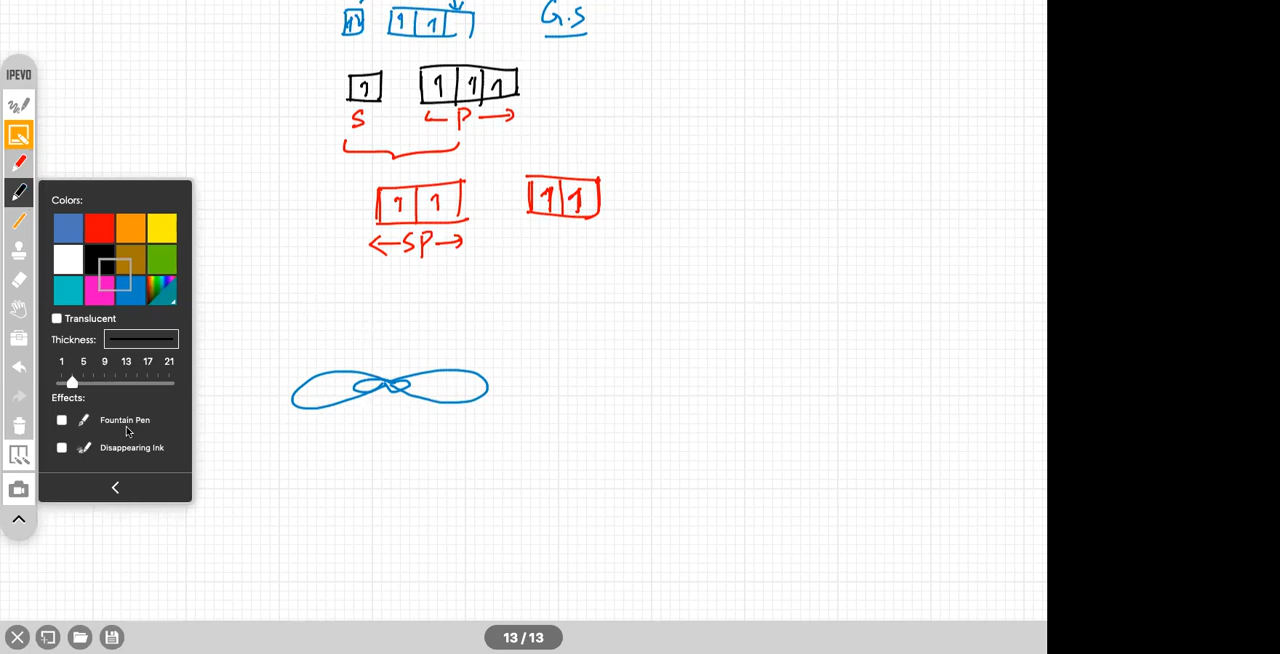 1↓ 1 1 G.S
IPEVO
1 1 1 1
S ← P →
1 1 1 1
Colors:
←SP→
Translucent
Thickness:
1 5 9 13 17 21
Effects:
Fountain Pen
Disappearing Ink
13 / 13